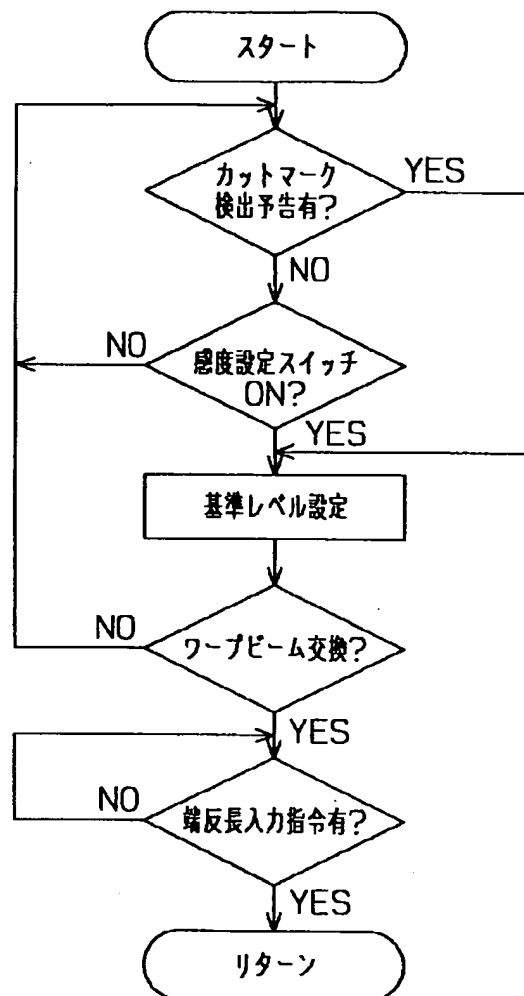 スタート
カットマーク
検出予告有?
YES
NO
感度設定スイッチ
ON?
NO
YES
基準レベル設定
ワープビーム交換?
NO
YES
端反長入力指令有?
NO
YES
リターン